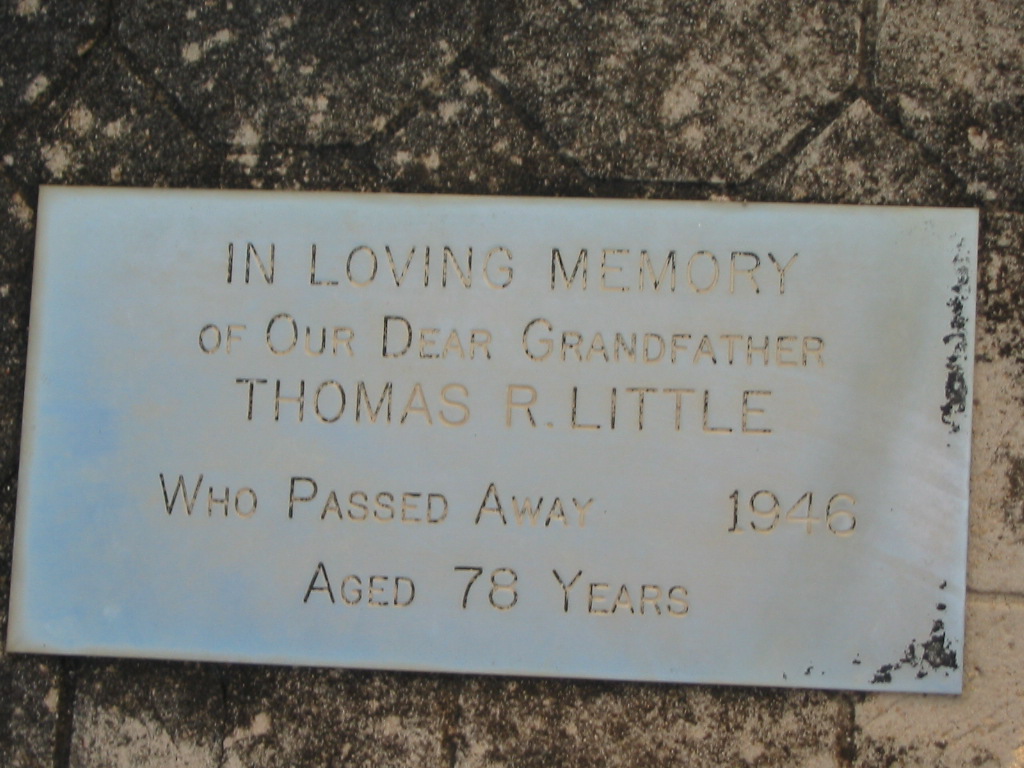 IN LOVING MEMORY
OF OUR DEAR GRANDFATHER
THOMAS R. LITTLE
WHO PASSED AWAY 1946
AGED 78 YEARS